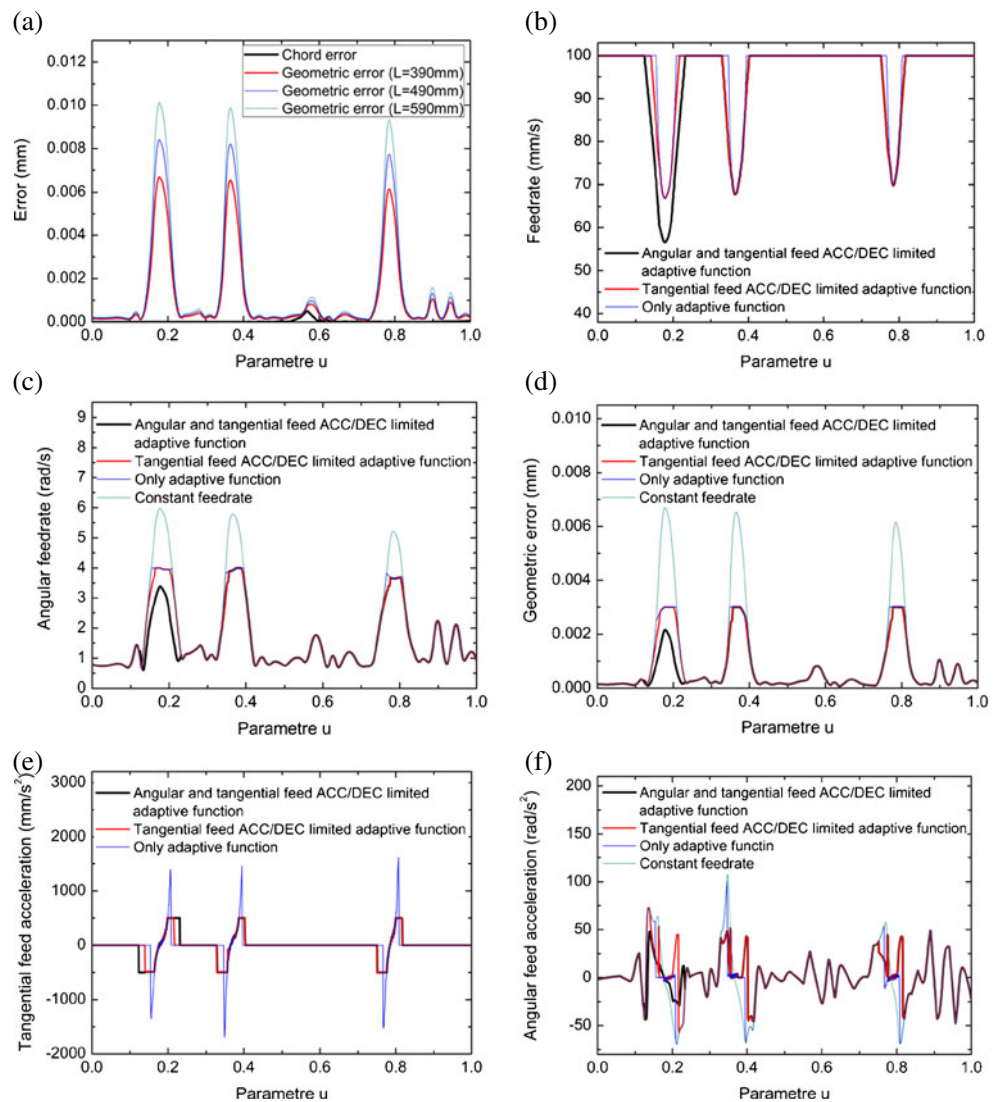 (a)
0.012
0.010
0.008
0.006
0.004
0.002
0.000
Error (mm)
Chord error
Geometric error (L=390mm)
Geometric error (L=490mm)
Geometric error (L=590mm)
0.0 0.2 0.4 0.6 0.8 1.0
Parametre u
(b)
100
90
80
70
60
50
40
Feedrate (mm/s)
Angular and tangential feed ACC/DEC limited
adaptive function
Tangential feed ACC/DEC limited adaptive function
Only adaptive function
0.0 0.2 0.4 0.6 0.8 1.0
Parametre u
(c)
9
8
7
6
5
4
3
2
1
0
Angular feedrate (rad/s)
Angular and tangential feed ACC/DEC limited
adaptive function
Tangential feed ACC/DEC limited adaptive function
Only adaptive function
Constant feedrate
0.0 0.2 0.4 0.6 0.8 1.0
Parametre u
(d)
0.010
0.008
0.006
0.004
0.002
0.000
Geometric error (mm)
Angular and tangential feed ACC/DEC limited
adaptive function
Tangential feed ACC/DEC limited adaptive function
Only adaptive function
Constant feedrate
0.0 0.2 0.4 0.6 0.8 1.0
Parametre u
(e)
3000
2000
1000
0
-1000
-2000
Tangential feed acceleration (mm/s²)
Angular and tangential feed ACC/DEC limited
adaptive function
Tangential feed ACC/DEC limited adaptive function
Only adaptive function
0.0 0.2 0.4 0.6 0.8 1.0
Parametre u
(f)
200
150
100
50
0
-50
Angular feed acceleration (rad/s²)
Angular and tangential feed ACC/DEC limited
adaptive function
Tangential feed ACC/DEC limited adaptive function
Only adaptive functin
Constant feedrate
0.0 0.2 0.4 0.6 0.8 1.0
Parametre u